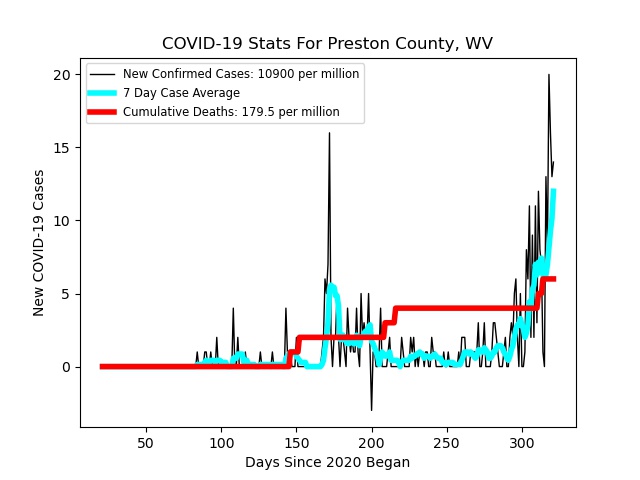 COVID-19 Stats For Preston County, WV
New Confirmed Cases: 10900 per million
7 Day Case Average
Cumulative Deaths: 179.5 per million
New COVID-19 Cases
20
15
10
5
0
50 100 150 200 250 300
Days Since 2020 Began